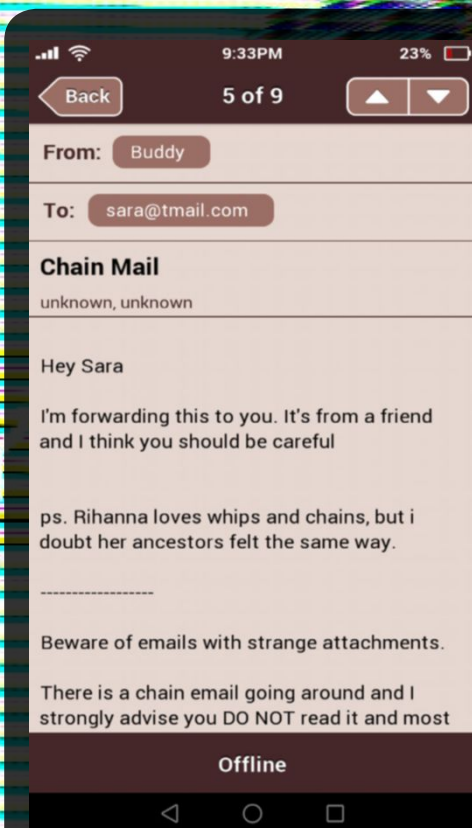 9:33PM 23%
Back 5 of 9
From: Buddy
To: sara@tmail.com
Chain Mail
unknown, unknown
Hey Sara
I'm forwarding this to you. It's from a friend
and I think you should be careful
ps. Rihanna loves whips and chains, but i
doubt her ancestors felt the same way.
------------------
Beware of emails with strange attachments.
There is a chain email going around and I
strongly advise you DO NOT read it and most
Offline